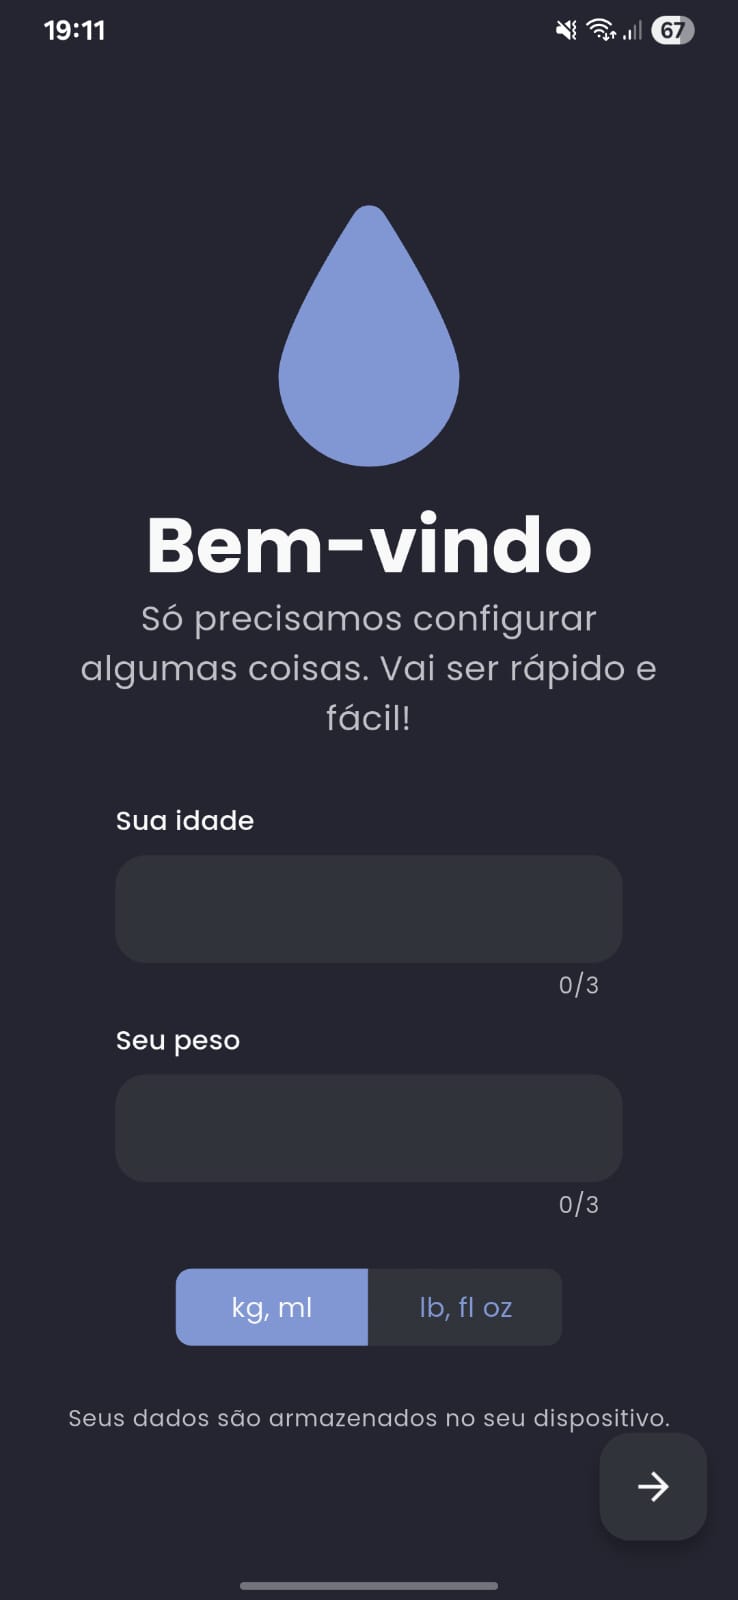 19:11
67
Bem-vindo
Só precisamos configurar
algumas coisas. Vai ser rápido e
fácil!
Sua idade
0/3
Seu peso
0/3
kg, ml
lb, fl oz
Seus dados são armazenados no seu dispositivo.